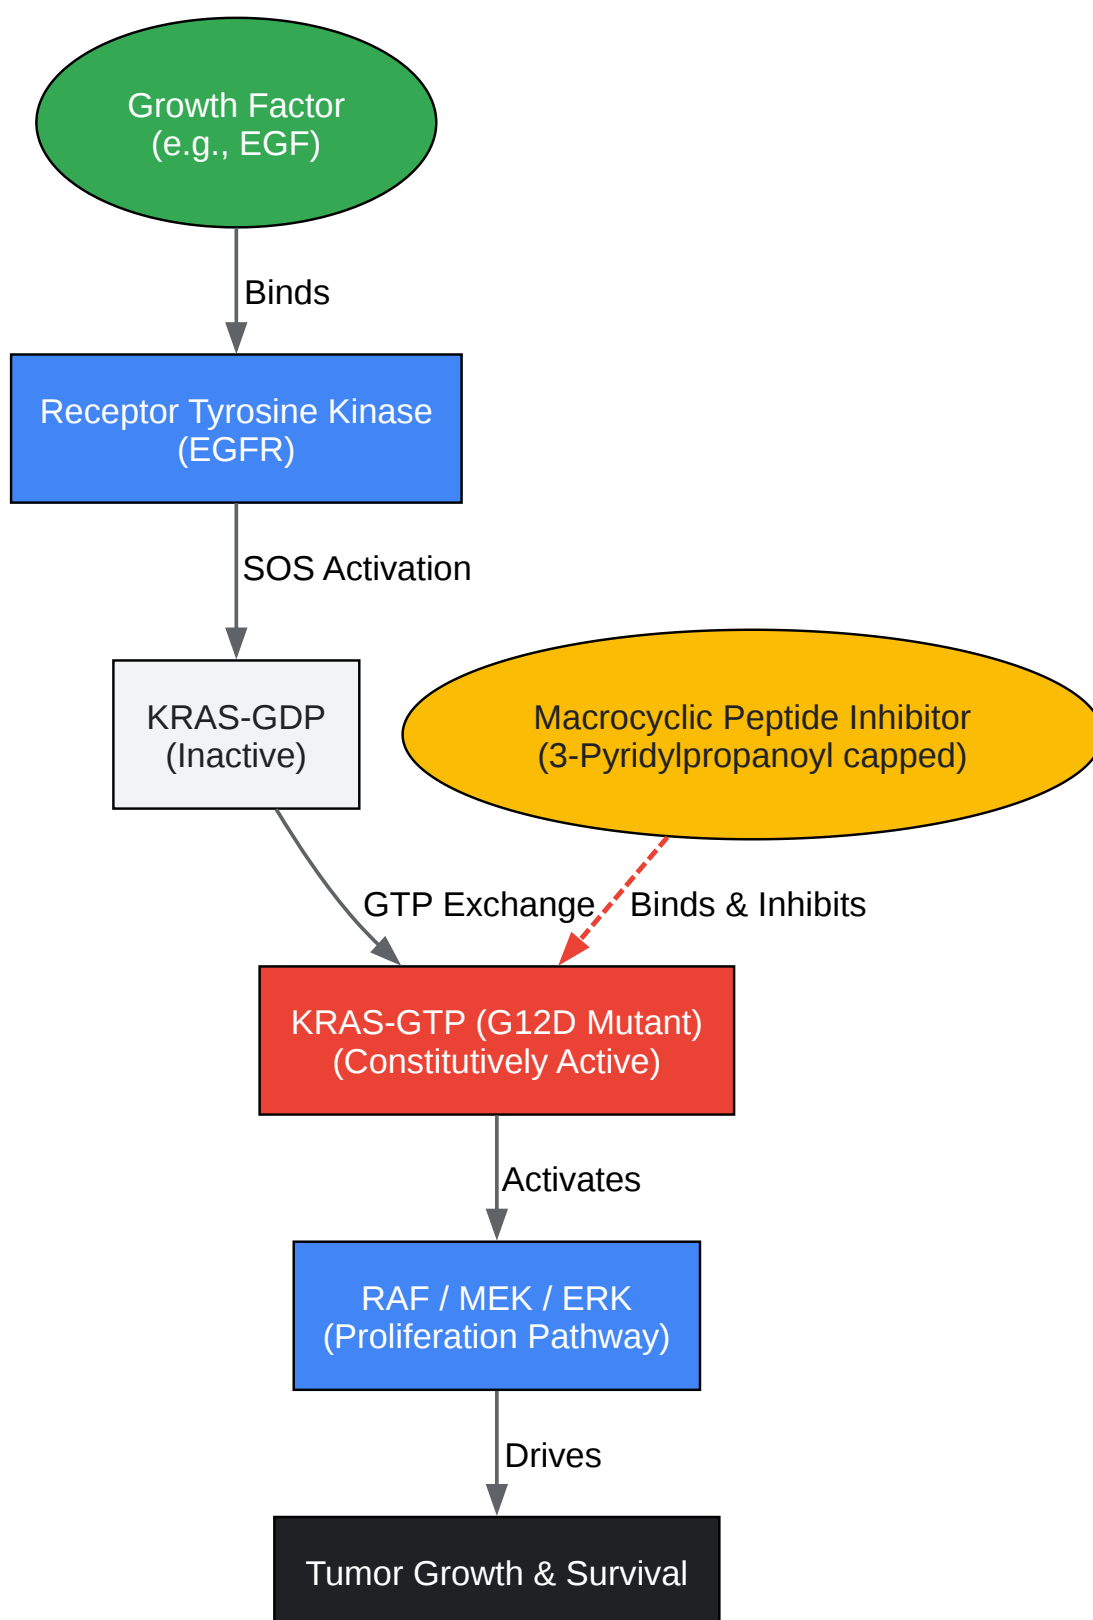 Growth Factor
(e.g., EGF)
Binds
Receptor Tyrosine Kinase
(EGFR)
SOS Activation
KRAS-GDP
(Inactive)
Macrocyclic Peptide Inhibitor
(3-Pyridylpropanoyl capped)
GTP Exchange
Binds & Inhibits
KRAS-GTP (G12D Mutant)
(Constitutively Active)
Activates
RAF / MEK / ERK
(Proliferation Pathway)
Drives
Tumor Growth & Survival